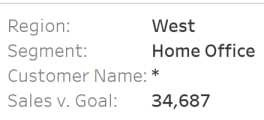 Region: West
Segment: Home Office
Customer Name: *
Sales v. Goal: 34,687